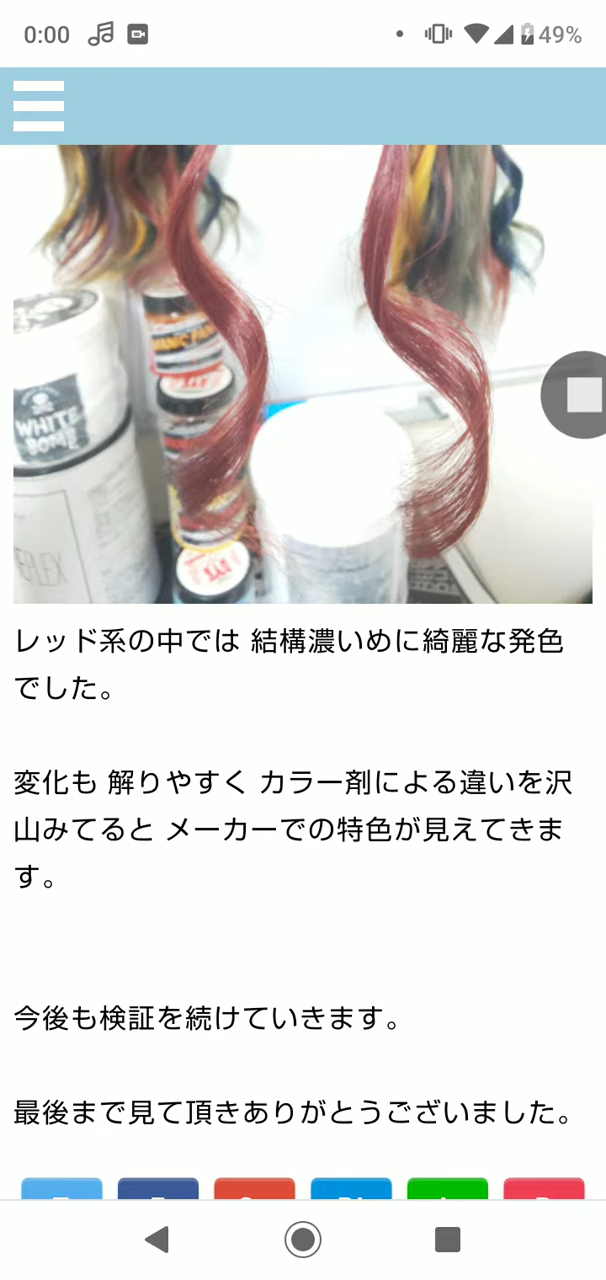 0:00
49%
MANIC PANIC
WHITE
BOMB
レッド系の中では 結構濃いめに綺麗な発色
でした。
変化も 解りやすく カラー剤による違いを沢
山みてると メーカーでの特色が見えてきま
す。
今後も検証を続けていきます。
最後まで見て頂きありがとうございました。